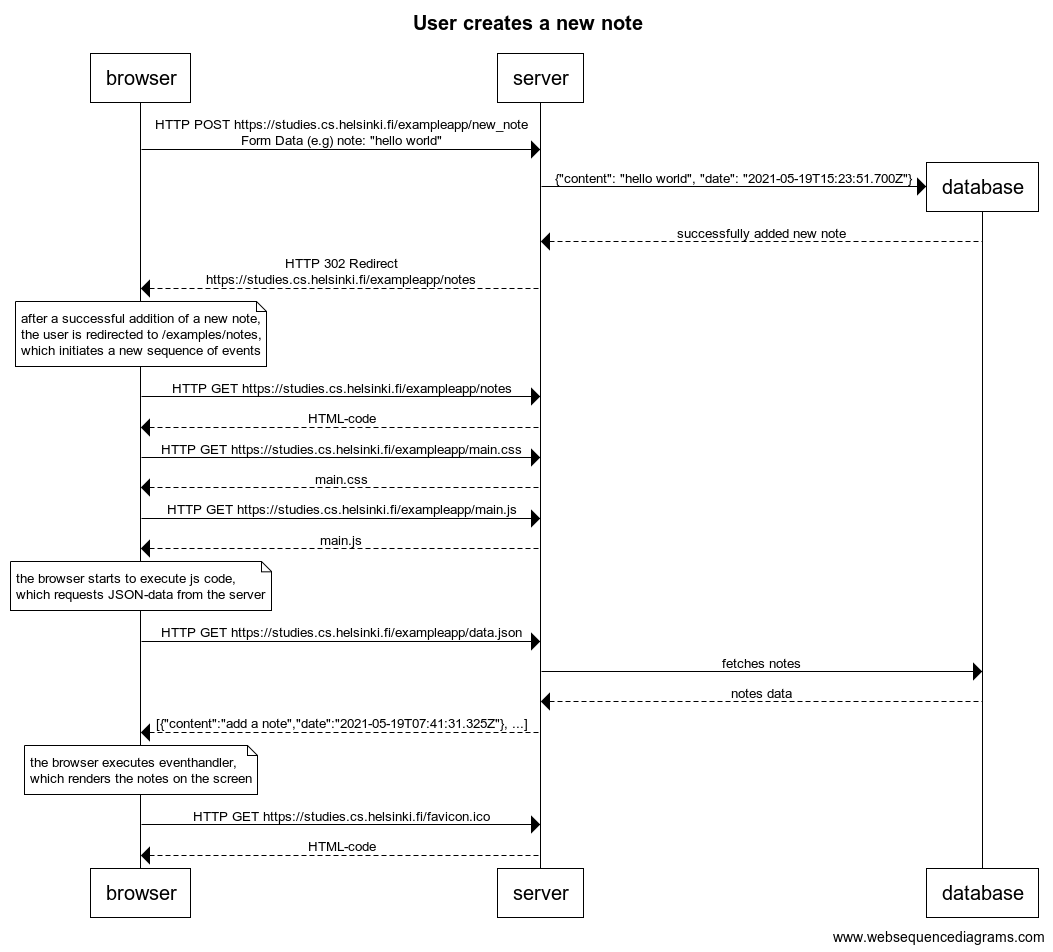 User creates a new note
browser
server
HTTP POST https://studies.cs.helsinki.fi/exampleapp/new_note
Form Data (e.g) note: "hello world"
{"content": "hello world", "date": "2021-05-19T15:23:51.700Z"}
database
successfully added new note
HTTP 302 Redirect
https://studies.cs.helsinki.fi/exampleapp/notes
after a successful addition of a new note,
the user is redirected to /examples/notes,
which initiates a new sequence of events
HTTP GET https://studies.cs.helsinki.fi/exampleapp/notes
HTML-code
HTTP GET https://studies.cs.helsinki.fi/exampleapp/main.css
main.css
HTTP GET https://studies.cs.helsinki.fi/exampleapp/main.js
main.js
the browser starts to execute js code,
which requests JSON-data from the server
HTTP GET https://studies.cs.helsinki.fi/exampleapp/data.json
fetches notes
notes data
[{"content":"add a note","date":"2021-05-19T07:41:31.325Z"}, ...]
the browser executes eventhandler,
which renders the notes on the screen
HTTP GET https://studies.cs.helsinki.fi/favicon.ico
HTML-code
browser
server
database
www.websequencediagrams.com